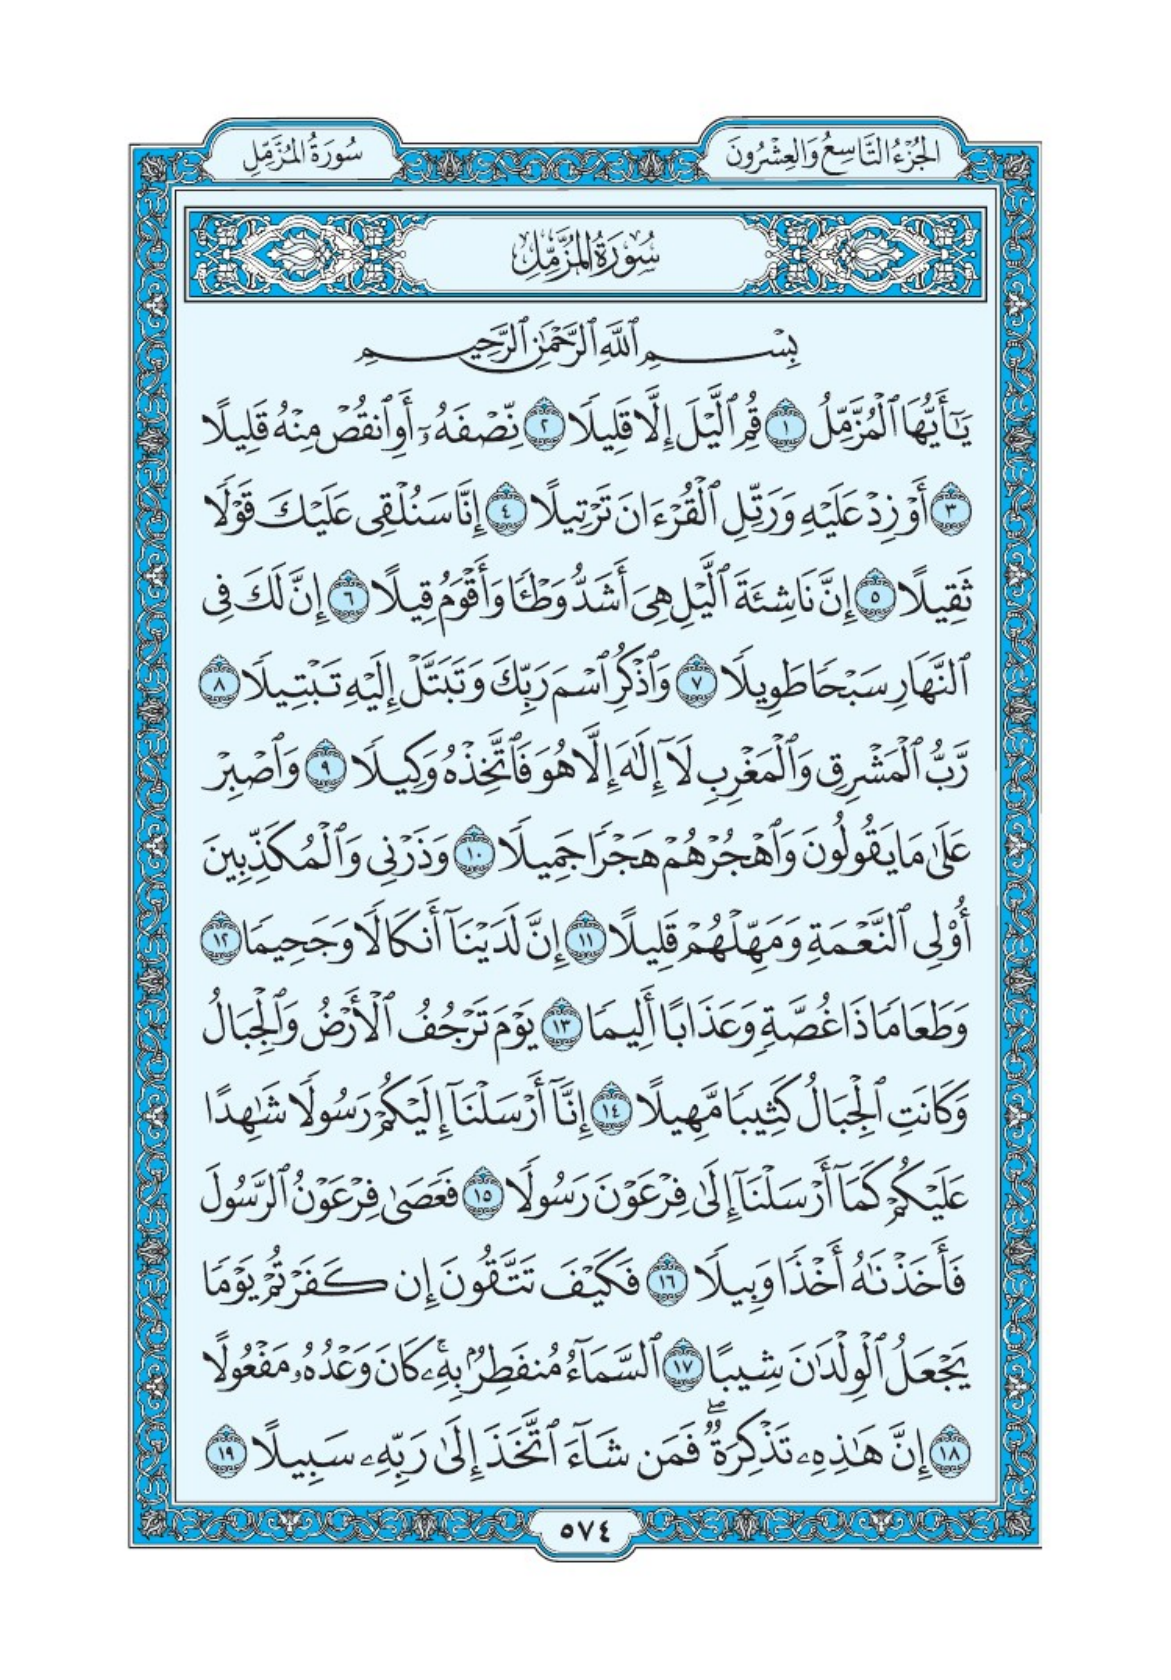 الجُزْءُ التَّاسِعُ وَالعِشْرُونَ
سُورَةُ المُزَّمِّلِ
سُورَةُ المُزَّمِّلِ
بِسْمِ ٱللَّهِ ٱلرَّحْمَٰنِ ٱلرَّحِيمِ
يَٰٓأَيُّهَا ٱلْمُزَّمِّلُ ١ قُمِ ٱلَّيْلَ إِلَّا قَلِيلًا ٢ نِّصْفَهُۥٓ أَوِ ٱنقُصْ مِنْهُ قَلِيلًا
٣ أَوْ زِدْ عَلَيْهِ وَرَتِّلِ ٱلْقُرْءَانَ تَرْتِيلًا ٤ إِنَّا سَنُلْقِى عَلَيْكَ قَوْلًا
ثَقِيلًا ٥ إِنَّ نَاشِئَةَ ٱلَّيْلِ هِىَ أَشَدُّ وَطْـًٔا وَأَقْوَمُ قِيلًا ٦ إِنَّ لَكَ فِى
ٱلنَّهَارِ سَبْحًا طَوِيلًا ٧ وَٱذْكُرِ ٱسْمَ رَبِّكَ وَتَبَتَّلْ إِلَيْهِ تَبْتِيلًا ٨
رَّبُّ ٱلْمَشْرِقِ وَٱلْمَغْرِبِ لَآ إِلَٰهَ إِلَّا هُوَ فَٱتَّخِذْهُ وَكِيلًا ٩ وَٱصْبِرْ
عَلَىٰ مَا يَقُولُونَ وَٱهْجُرْهُمْ هَجْرًا جَمِيلًا ١٠ وَذَرْنِى وَٱلْمُكَذِّبِينَ
أُو۟لِى ٱلنَّعْمَةِ وَمَهِّلْهُمْ قَلِيلًا ١١ إِنَّ لَدَيْنَآ أَنكَالًا وَجَحِيمًا ١٢
وَطَعَامًا ذَا غُصَّةٍ وَعَذَابًا أَلِيمًا ١٣ يَوْمَ تَرْجُفُ ٱلْأَرْضُ وَٱلْجِبَالُ
وَكَانَتِ ٱلْجِبَالُ كَثِيبًا مَّهِيلًا ١٤ إِنَّآ أَرْسَلْنَآ إِلَيْكُمْ رَسُولًا شَٰهِدًا
عَلَيْكُمْ كَمَآ أَرْسَلْنَآ إِلَىٰ فِرْعَوْنَ رَسُولًا ١٥ فَعَصَىٰ فِرْعَوْنُ ٱلرَّسُولَ
فَأَخَذْنَٰهُ أَخْذًا وَبِيلًا ١٦ فَكَيْفَ تَتَّقُونَ إِن كَفَرْتُمْ يَوْمًا
يَجْعَلُ ٱلْوِلْدَٰنَ شِيبًا ١٧ ٱلسَّمَآءُ مُنفَطِرٌۢ بِهِۦ ۚ كَانَ وَعْدُهُۥ مَفْعُولًا
١٨ إِنَّ هَٰذِهِۦ تَذْكِرَةٌ ۖ فَمَن شَآءَ ٱتَّخَذَ إِلَىٰ رَبِّهِۦ سَبِيلًا ١٩
٥٧٤